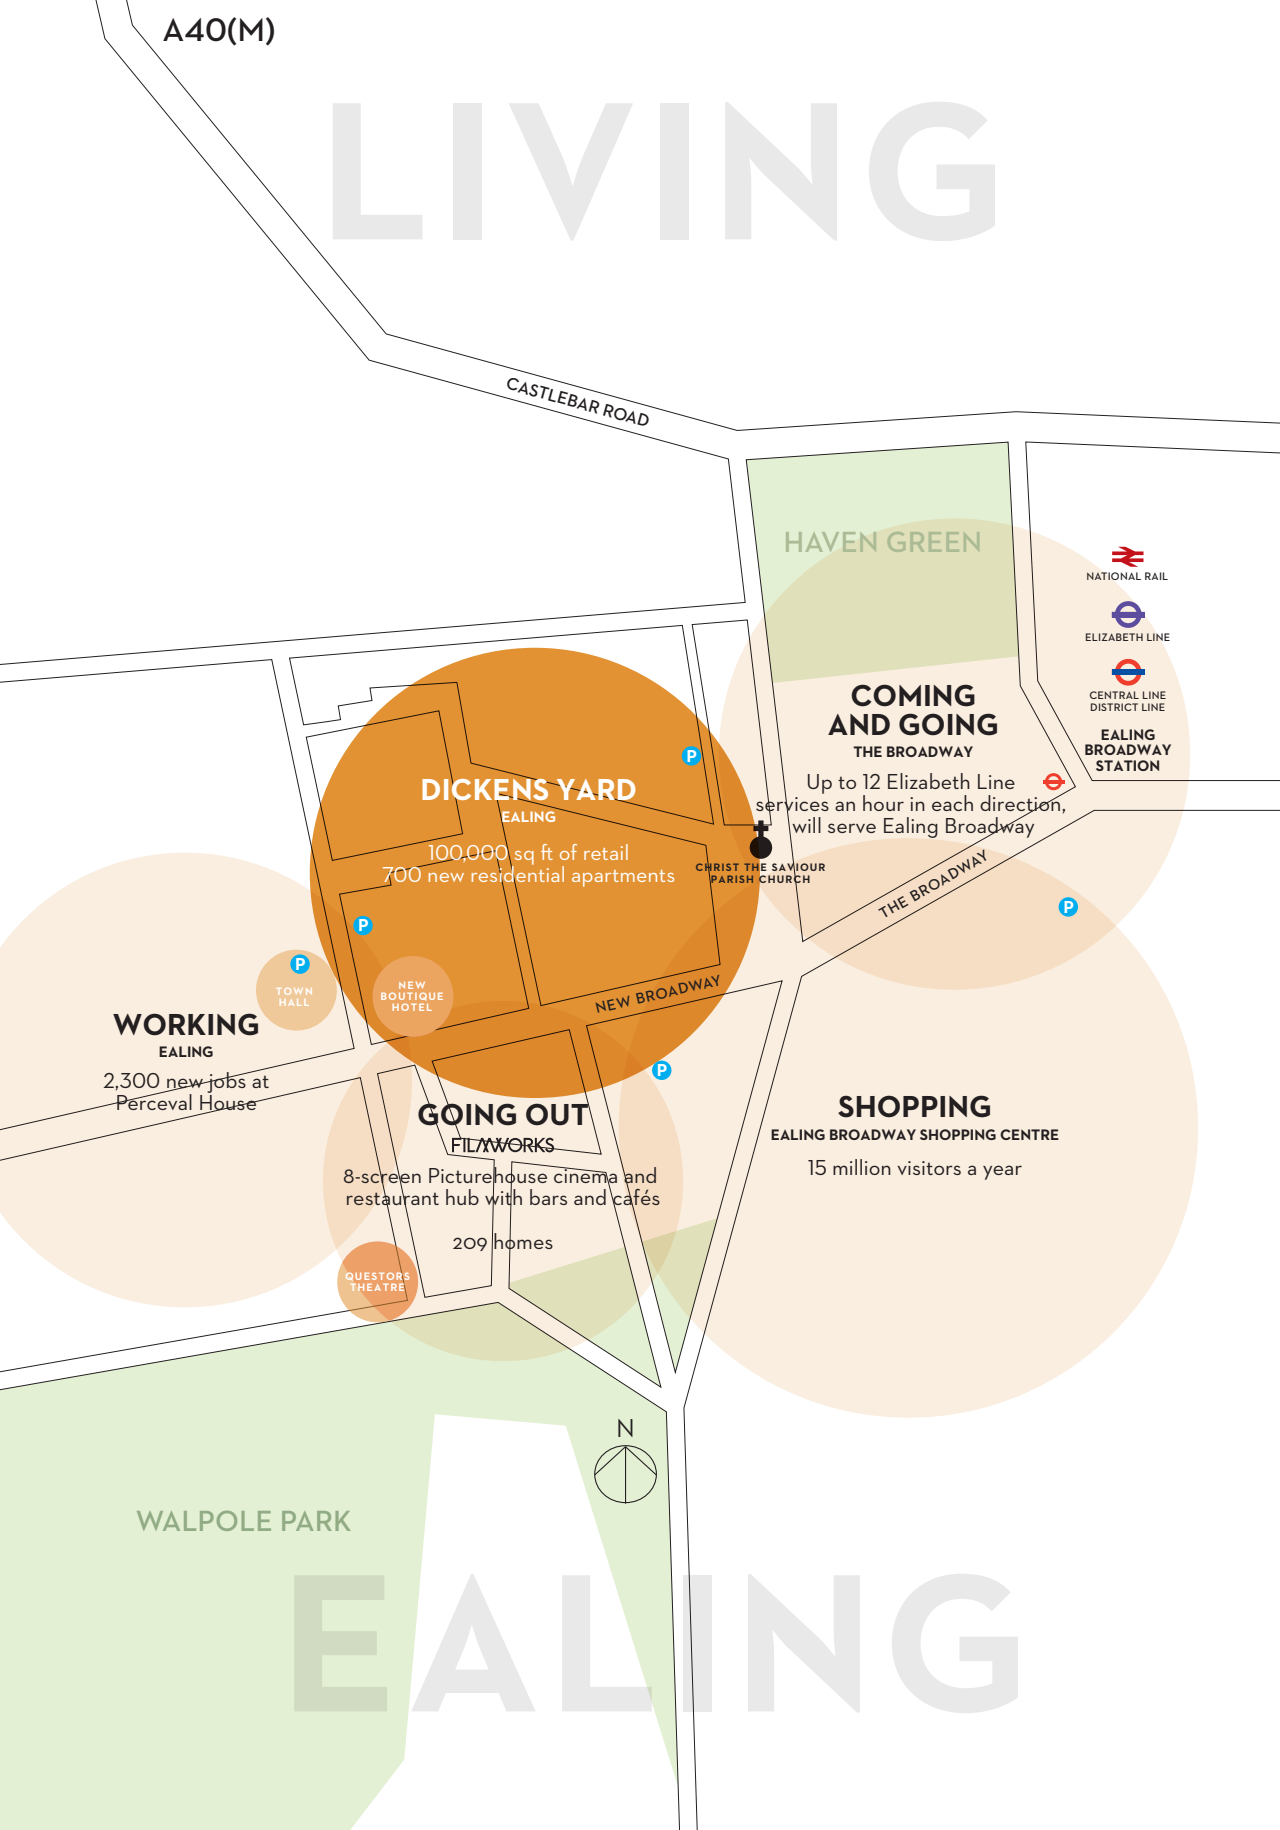 A40(M)
LIVING
CASTLEBAR ROAD
HAVEN GREEN
NATIONAL RAIL
ELIZABETH LINE
CENTRAL LINE
DISTRICT LINE
EALING
BROADWAY
STATION
COMING
AND GOING
THE BROADWAY
Up to 12 Elizabeth Line
services an hour in each direction,
will serve Ealing Broadway
P
DICKENS YARD
EALING
100,000 sq ft of retail
700 new residential apartments
CHRIST THE SAVIOUR
PARISH CHURCH
THE BROADWAY
P
P
P
TOWN
HALL
NEW
BOUTIQUE
HOTEL
NEW BROADWAY
WORKING
EALING
2,300 new jobs at
Perceval House
P
GOING OUT
FILMWORKS
8-screen Picturehouse cinema and
restaurant hub with bars and cafés
209 homes
SHOPPING
EALING BROADWAY SHOPPING CENTRE
15 million visitors a year
QUESTORS
THEATRE
N
WALPOLE PARK
EALING